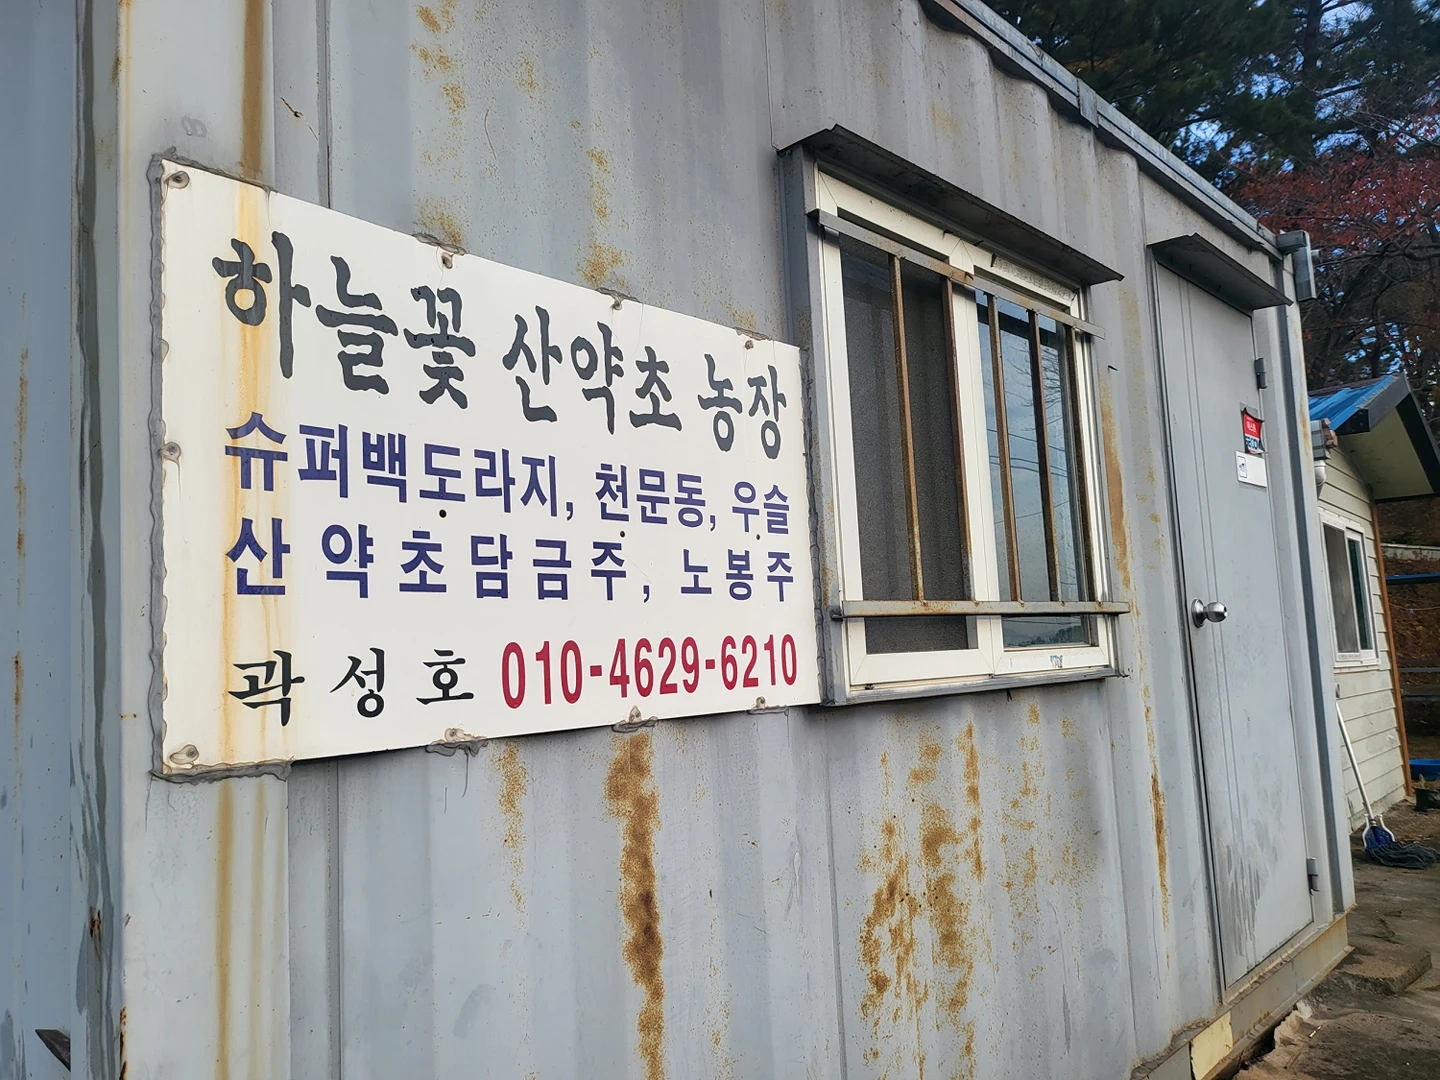 하늘꽃 산약초 농장
슈퍼백도라지, 천문동, 우슬
산약초담금주, 노봉주
곽성호 010-4629-6210